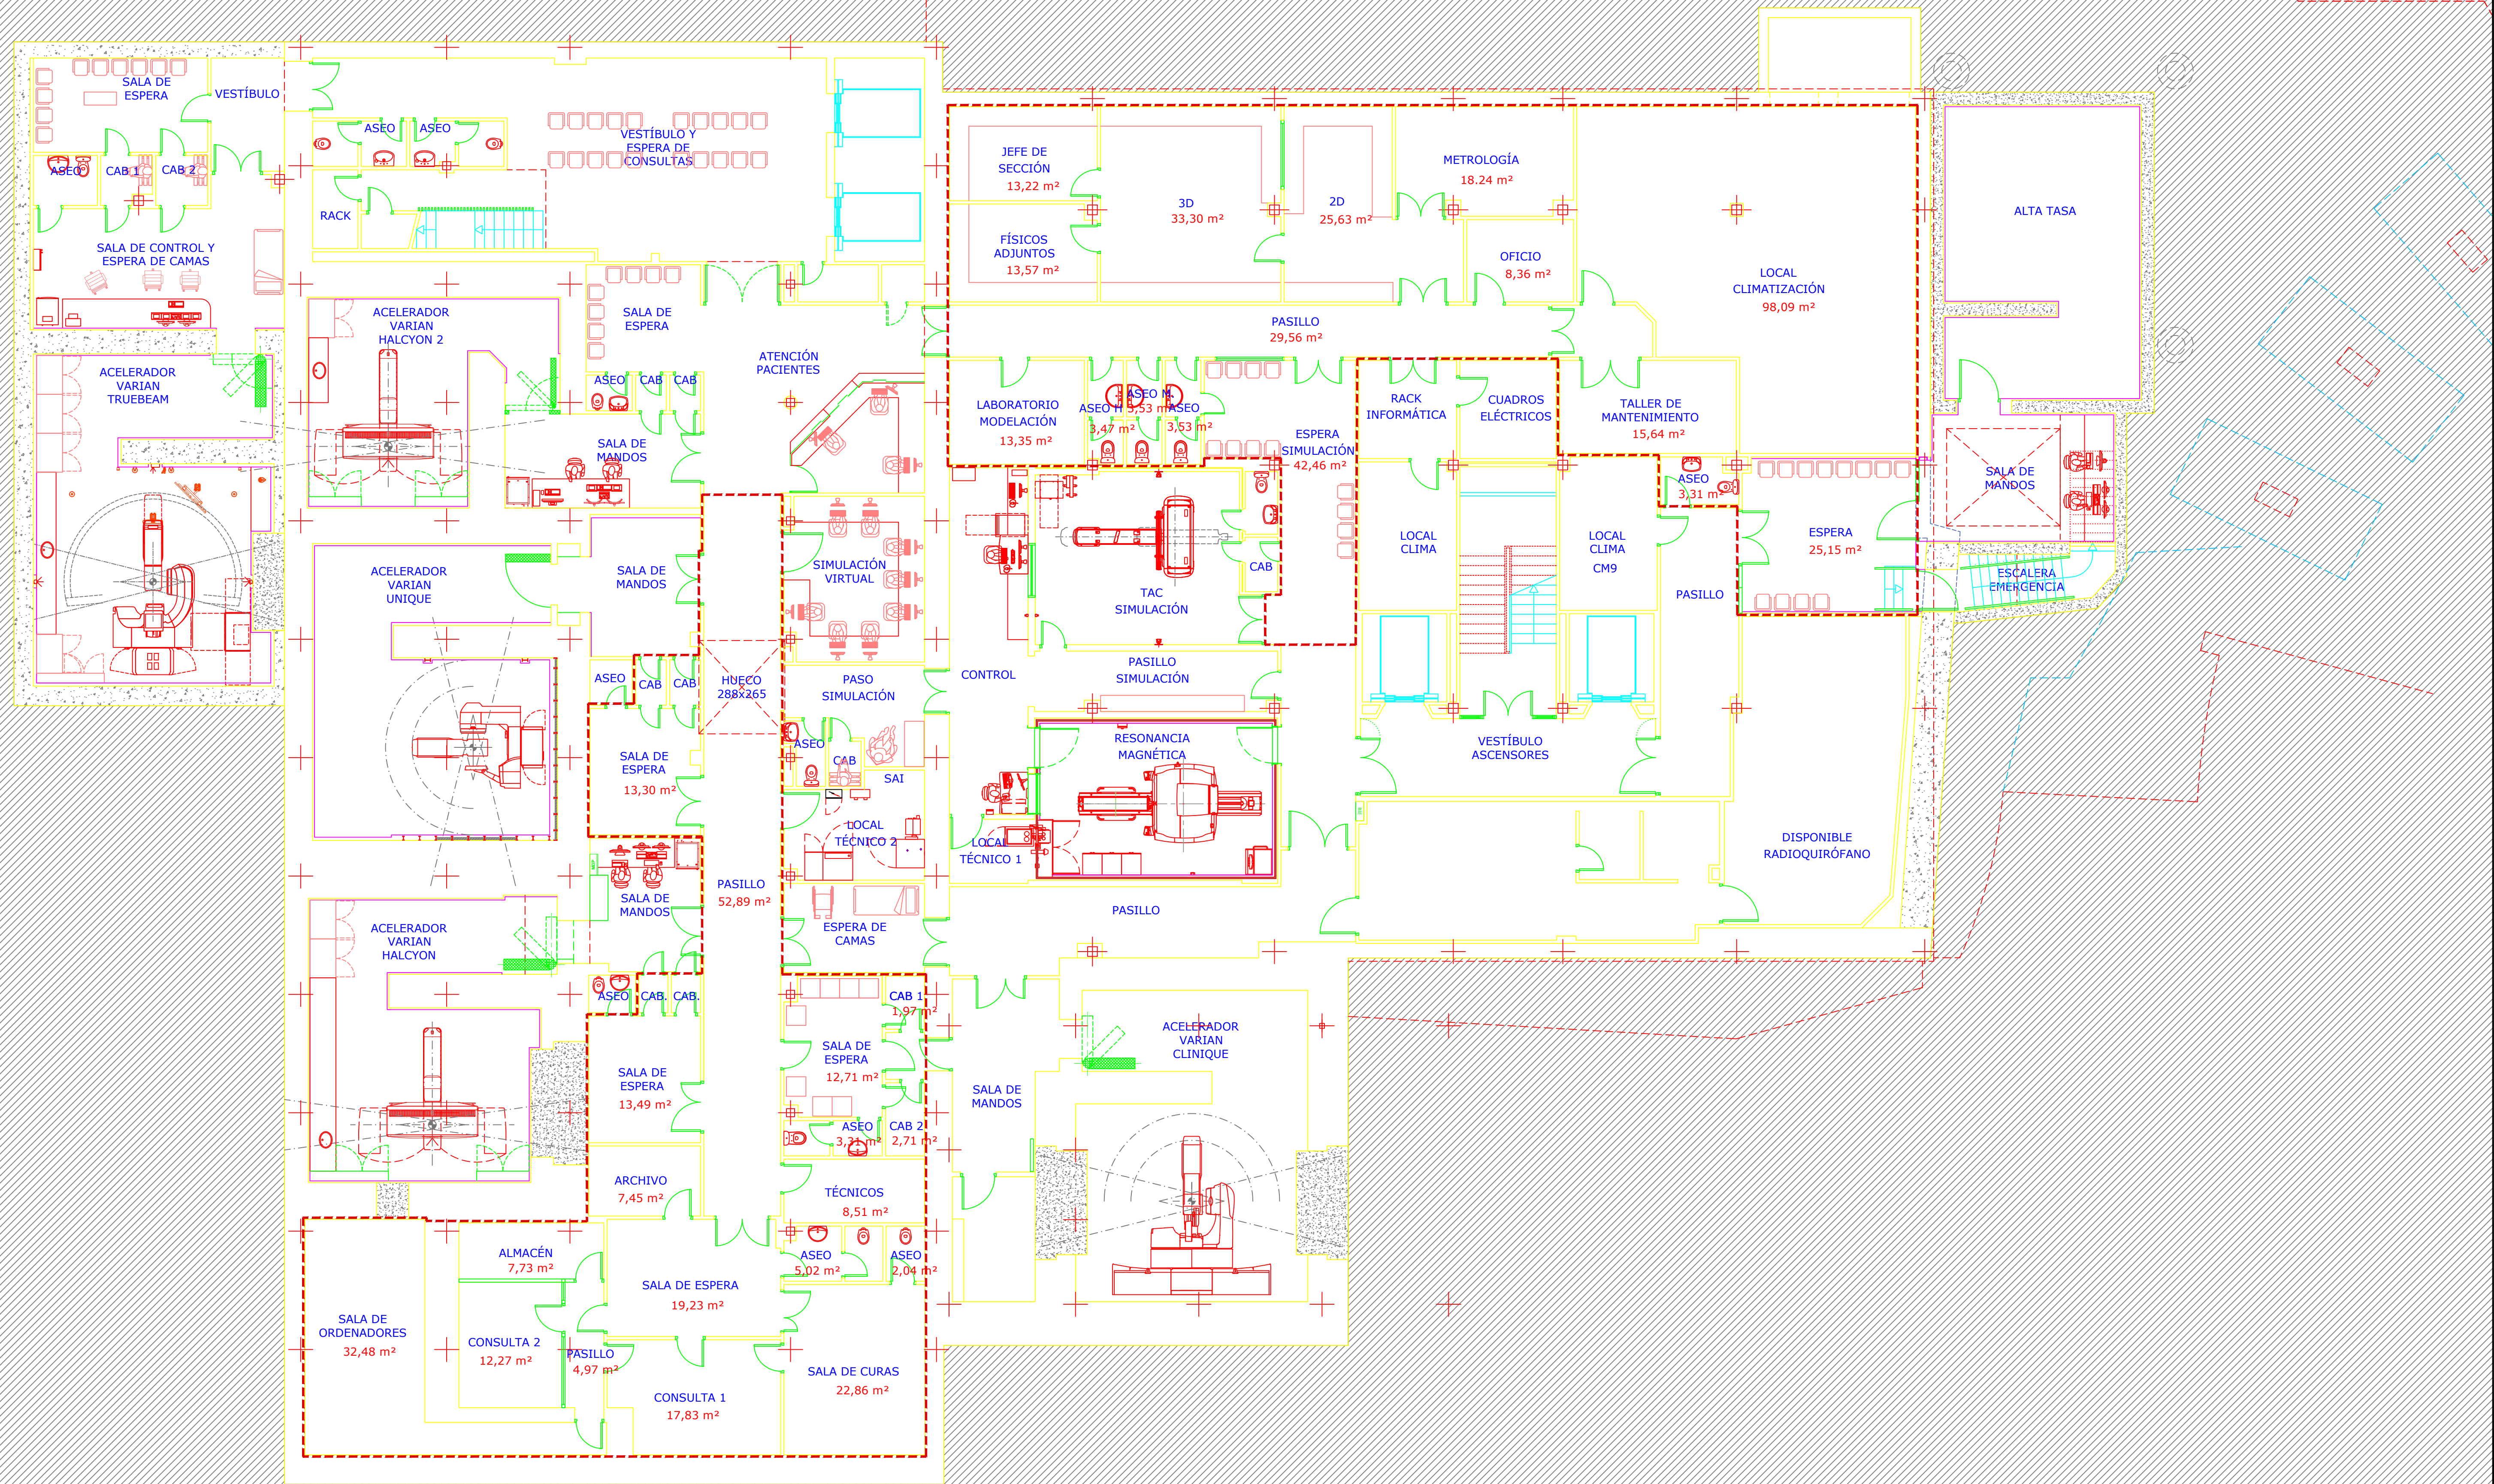 SALA DE
ESPERA
VESTÍBULO
ASEO
CAB 1
CAB 2
SALA DE CONTROL Y
ESPERA DE CAMAS
ACELERADOR
VARIAN
TRUEBEAM
ASEO
ASEO
VESTÍBULO Y
ESPERA DE
CONSULTAS
RACK
ACELERADOR
VARIAN
HALCYON 2
SALA DE
ESPERA
ATENCIÓN
PACIENTES
ASEO
CAB
CAB
SALA DE
MANDOS
JEFE DE
SECCIÓN
13,22 m²
FÍSICOS
ADJUNTOS
13,57 m²
3D
33,30 m²
2D
25,63 m²
METROLOGÍA
18.24 m²
OFICIO
8,36 m²
LOCAL
CLIMATIZACIÓN
98,09 m²
ALTA TASA
PASILLO
29,56 m²
LABORATORIO
MODELACIÓN
13,35 m²
ASEO H
3,47 m²
ASEO M.
3,53 m²
ASEO
3,53 m²
ESPERA
SIMULACIÓN
42,46 m²
RACK
INFORMÁTICA
CUADROS
ELÉCTRICOS
TALLER DE
MANTENIMIENTO
15,64 m²
ASEO
3,31 m²
ESPERA
25,15 m²
SALA DE
MANDOS
ESCALERA
EMERGENCIA
LOCAL
CLIMA
LOCAL
CLIMA
CM9
PASILLO
ACELERADOR
VARIAN
UNIQUE
SALA DE
MANDOS
SIMULACIÓN
VIRTUAL
TAC
SIMULACIÓN
CAB
ASEO
CAB
CAB
HUECO
288x265
PASO
SIMULACIÓN
CONTROL
PASILLO
SIMULACIÓN
SALA DE
ESPERA
13,30 m²
ASEO
CAB
SAI
RESONANCIA
MAGNÉTICA
VESTÍBULO
ASCENSORES
LOCAL
TÉCNICO 2
LOCAL
TÉCNICO 1
DISPONIBLE
RADIOQUIRÓFANO
PASILLO
52,89 m²
SALA DE
MANDOS
ESPERA DE
CAMAS
PASILLO
ACELERADOR
VARIAN
HALCYON
ASEO
CAB.
CAB.
CAB 1
1,97 m²
SALA DE
ESPERA
12,71 m²
SALA DE
ESPERA
13,49 m²
ASEO
3,31 m²
CAB 2
2,71 m²
SALA DE
MANDOS
ACELERADOR
VARIAN
CLINIQUE
ARCHIVO
7,45 m²
TÉCNICOS
8,51 m²
ASEO
5,02 m²
ASEO
2,04 m²
ALMACÉN
7,73 m²
SALA DE ESPERA
19,23 m²
SALA DE
ORDENADORES
32,48 m²
CONSULTA 2
12,27 m²
PASILLO
4,97 m²
CONSULTA 1
17,83 m²
SALA DE CURAS
22,86 m²